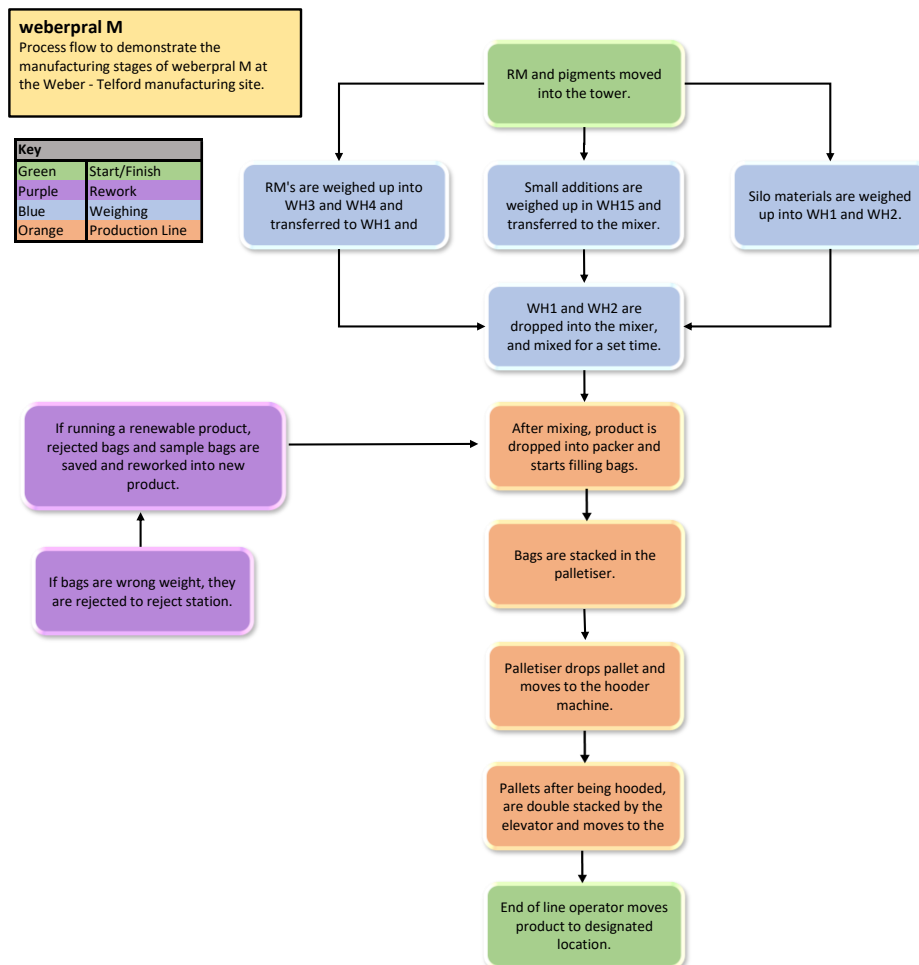 weberpral M
Process flow to demonstrate the
manufacturing stages of weberpral M at
the Weber - Telford manufacturing site.
Key
Green Start/Finish
Purple Rework
Blue Weighing
Orange Production Line
RM and pigments moved
into the tower.
RM's are weighed up into
WH3 and WH4 and
transferred to WH1 and
Small additions are
weighed up in WH15 and
transferred to the mixer.
Silo materials are weighed
up into WH1 and WH2.
WH1 and WH2 are
dropped into the mixer,
and mixed for a set time.
If running a renewable product,
rejected bags and sample bags are
saved and reworked into new
product.
After mixing, product is
dropped into packer and
starts filling bags.
If bags are wrong weight, they
are rejected to reject station.
Bags are stacked in the
palletiser.
Palletiser drops pallet and
moves to the hooder
machine.
Pallets after being hooded,
are double stacked by the
elevator and moves to the
End of line operator moves
product to designated
location.